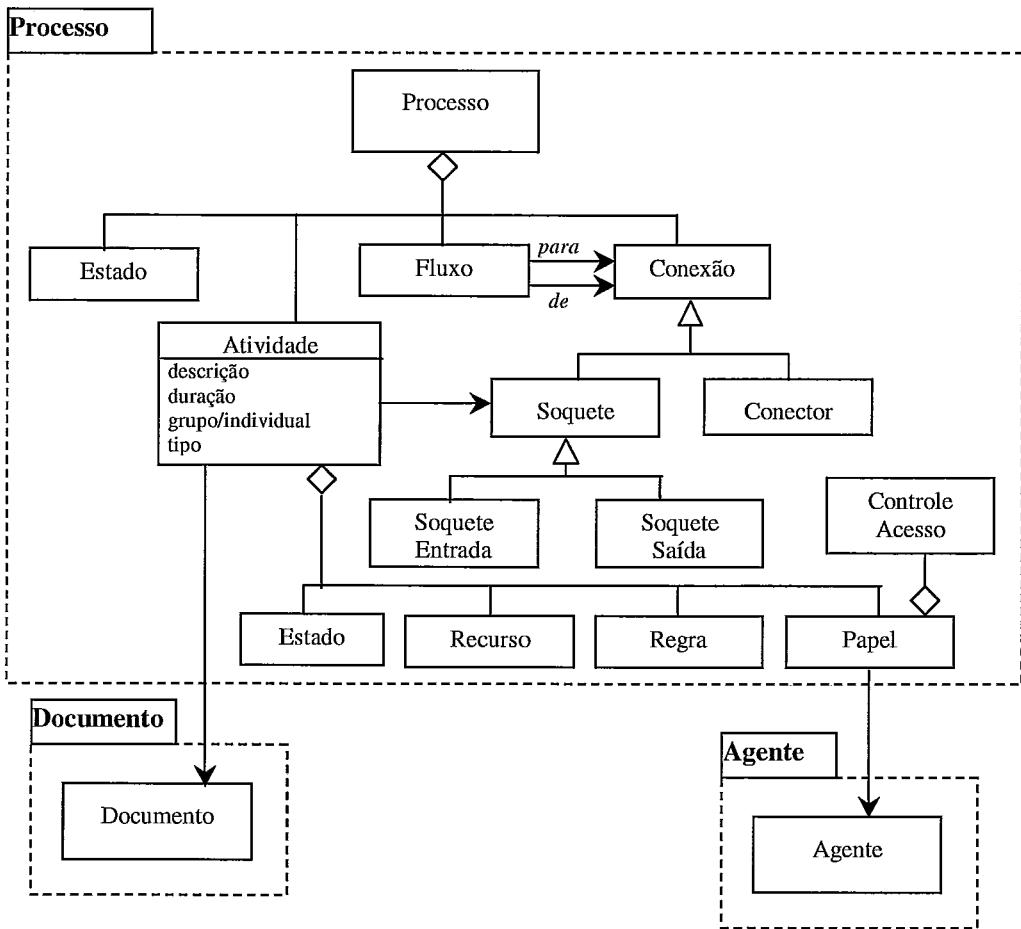 Processo
Processo
Estado
Fluxo
para
de
Conexão
Atividade
descrição
duração
grupo/individual
tipo
Soquete
Conector
Soquete
Entrada
Soquete
Saída
Controle
Acesso
Estado
Recurso
Regra
Papel
Documento
Documento
Agente
Agente